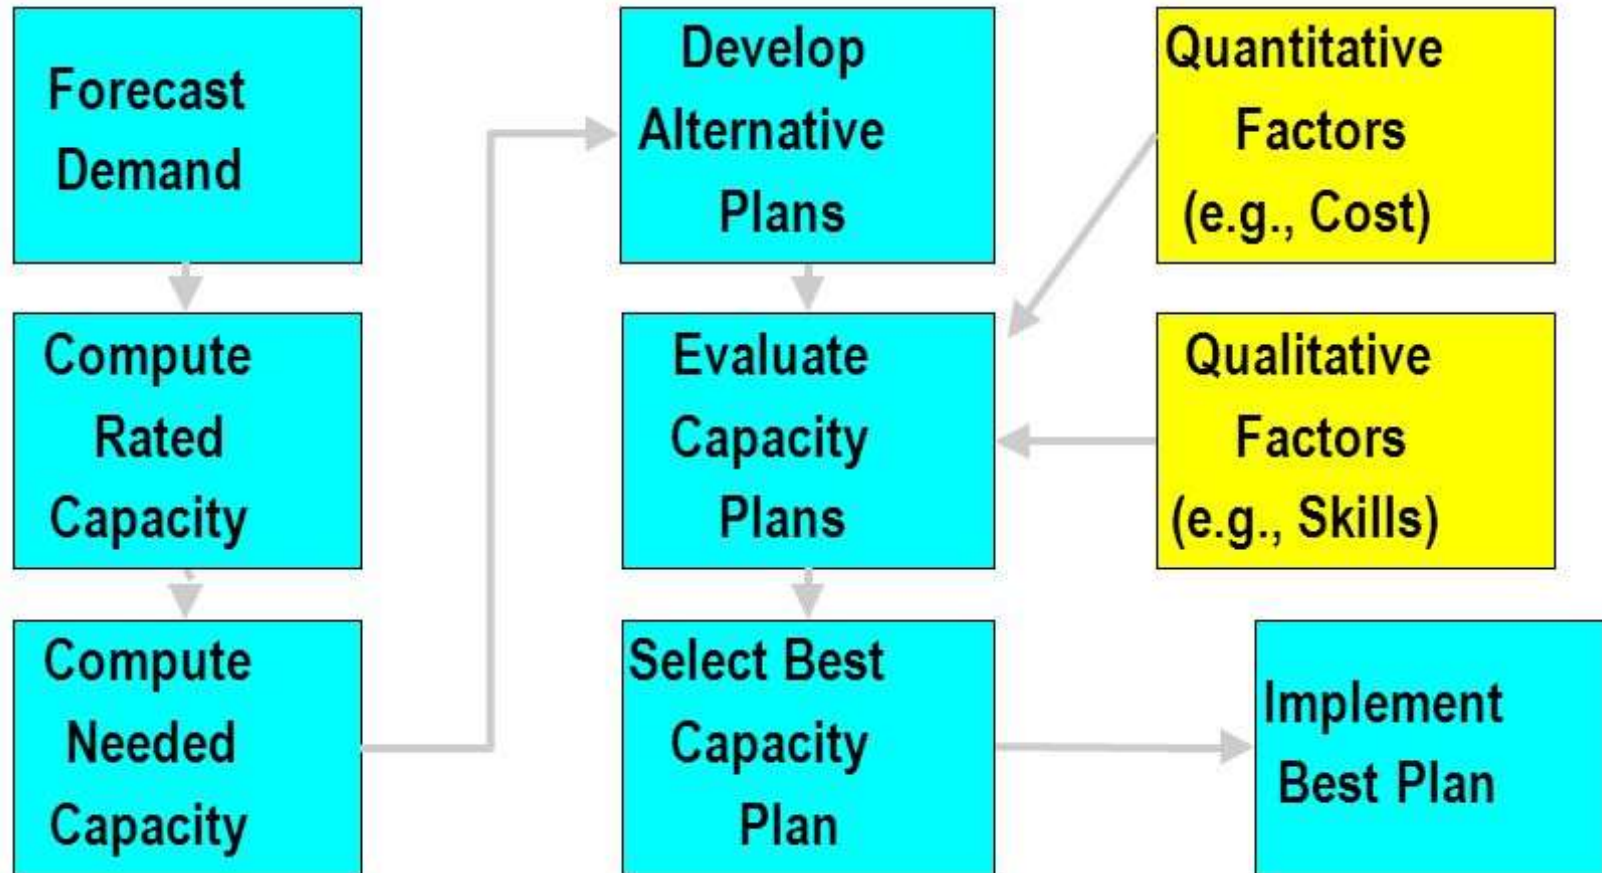 Forecast
Demand
Compute
Rated
Capacity
Compute
Needed
Capacity
Develop
Alternative
Plans
Evaluate
Capacity
Plans
Select Best
Capacity
Plan
Quantitative
Factors
(e.g., Cost)
Qualitative
Factors
(e.g., Skills)
Implement
Best Plan